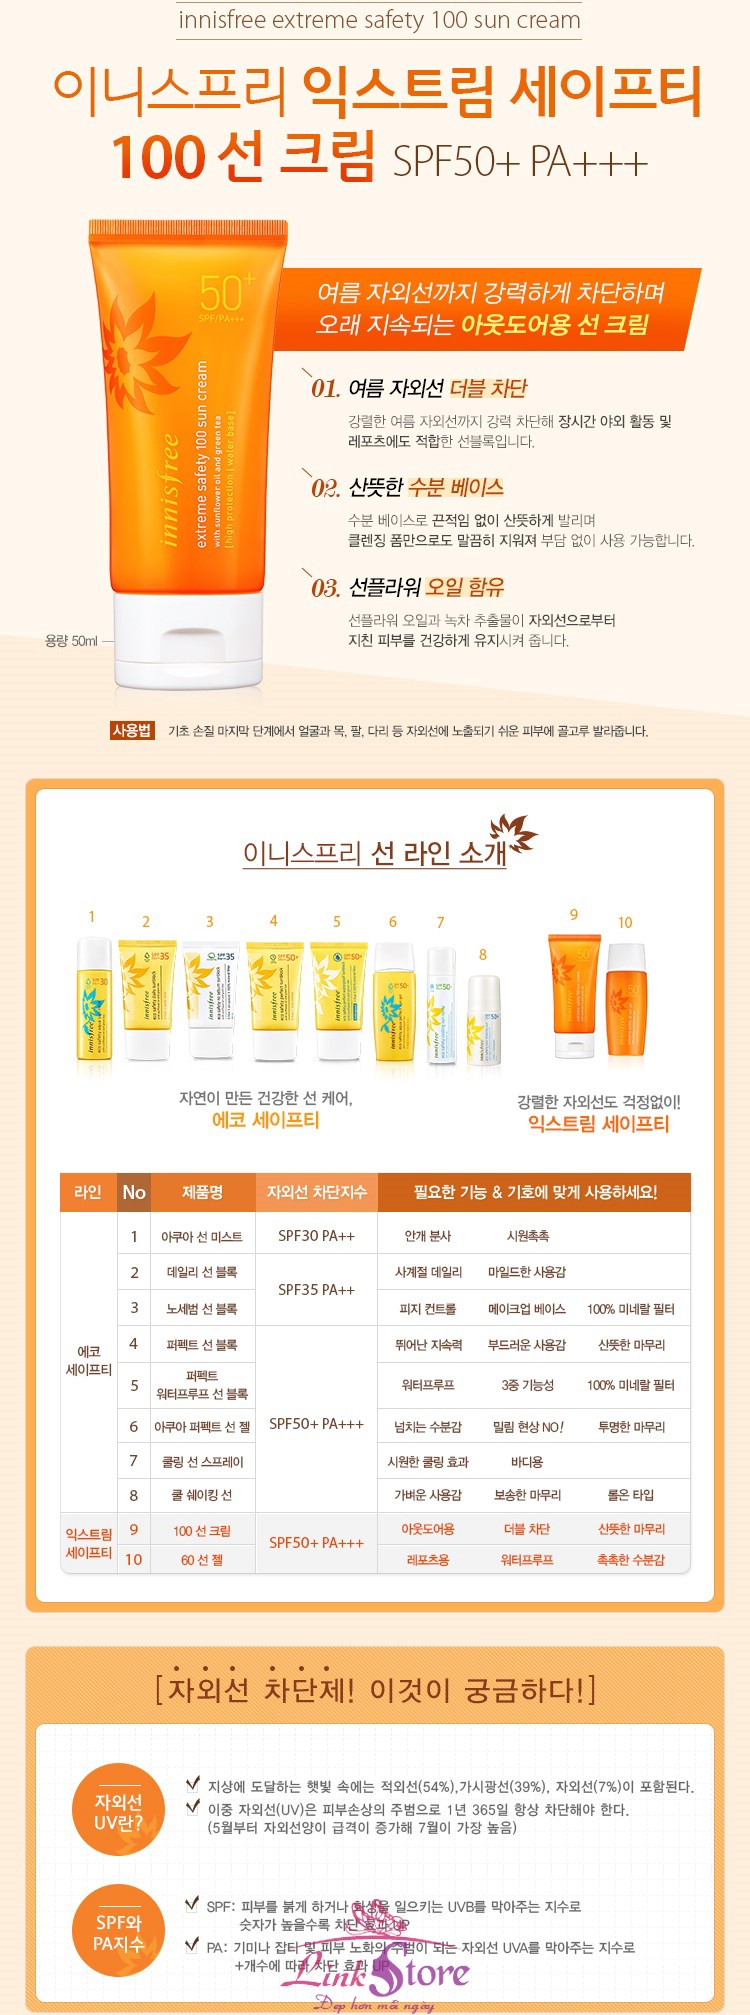 innisfree extreme safety 100 sun cream
이니스프리 익스트림 세이프티
100 선 크림 SPF50+ PA+++
50+
SPF/PA+++
innisfree
extreme safety 100 sun cream
with sunflower oil and green tea
[high protection | water base]
용량 50ml
여름 자외선까지 강력하게 차단하며
오래 지속되는 아웃도어용 선 크림
01. 여름 자외선 더블 차단
강렬한 여름 자외선까지 강력 차단해 장시간 야외 활동 및
레포츠에도 적합한 선블록입니다.
02. 산뜻한 수분 베이스
수분 베이스로 끈적임 없이 산뜻하게 발리며
클렌징 폼만으로도 말끔히 지워져 부담 없이 사용 가능합니다.
03. 선플라워 오일 함유
선플라워 오일과 녹차 추출물이 자외선으로부터
지친 피부를 건강하게 유지시켜 줍니다.
사용법 기초 손질 마지막 단계에서 얼굴과 목, 팔, 다리 등 자외선에 노출되기 쉬운 피부에 골고루 발라줍니다.
이니스프리 선 라인 소개
1 2 3 4 5 6 7 8 9 10
자연이 만든 건강한 선 케어,
에코 세이프티
강렬한 자외선도 걱정없이!
익스트림 세이프티
라인 No 제품명 자외선 차단지수 필요한 기능 & 기호에 맞게 사용하세요!
에코
세이프티
1 아쿠아 선 미스트 SPF30 PA++ 안개 분사 시원촉촉
2 데일리 선 블록 SPF35 PA++ 사계절 데일리 마일드한 사용감
3 노세범 선 블록 피지 컨트롤 메이크업 베이스 100% 미네랄 필터
4 퍼펙트 선 블록 SPF50+ PA+++ 뛰어난 지속력 부드러운 사용감 산뜻한 마무리
5 퍼펙트
워터프루프 선 블록 워터프루프 3중 기능성 100% 미네랄 필터
6 아쿠아 퍼펙트 선 젤 넘치는 수분감 밀림 현상 NO! 투명한 마무리
7 쿨링 선 스프레이 시원한 쿨링 효과 바디용
8 쿨 쉐이킹 선 가벼운 사용감 보송한 마무리 롤온 타입
익스트림
세이프티
9 100 선 크림 SPF50+ PA+++ 아웃도어용 더블 차단 산뜻한 마무리
10 60 선 젤 레포츠용 워터프루프 촉촉한 수분감
[자외선 차단제! 이것이 궁금하다!]
자외선
UV란?
지상에 도달하는 햇빛 속에는 적외선(54%),가시광선(39%), 자외선(7%)이 포함된다.
이중 자외선(UV)은 피부손상의 주범으로 1년 365일 항상 차단해야 한다.
(5월부터 자외선양이 급격이 증가해 7월이 가장 높음)
SPF와
PA지수
SPF: 피부를 붉게 하거나 화상을 일으키는 UVB를 막아주는 지수로
숫자가 높을수록 차단 효과 UP
PA: 기미나 잡티 및 피부 노화의 주범이 되는 자외선 UVA를 막아주는 지수로
+개수에 따라 차단 효과 UP
Link Store
Đẹp hơn mỗi ngày